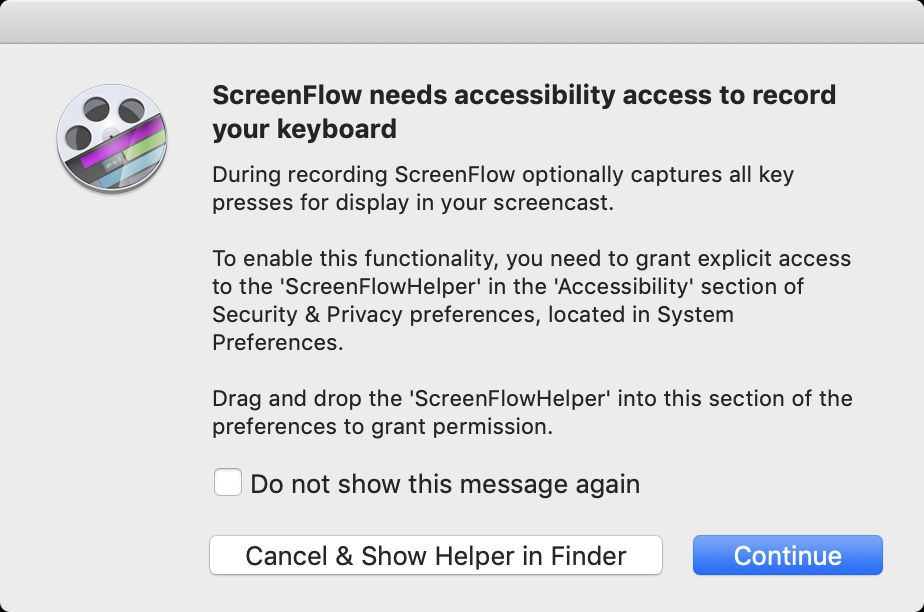 ScreenFlow needs accessibility access to record
your keyboard
During recording ScreenFlow optionally captures all key
presses for display in your screencast.
To enable this functionality, you need to grant explicit access
to the 'ScreenFlowHelper' in the 'Accessibility' section of
Security & Privacy preferences, located in System
Preferences.
Drag and drop the 'ScreenFlowHelper' into this section of the
preferences to grant permission.
Do not show this message again
Cancel & Show Helper in Finder
Continue